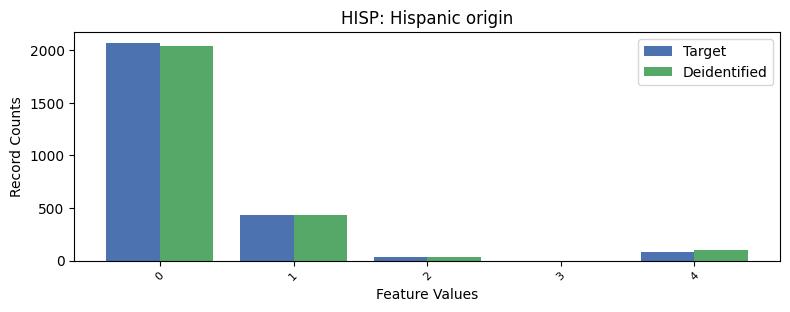 HISP: Hispanic origin
Target
Deidentified
Record Counts
2000
1500
1000
500
0
0 1 2 3 4
Feature Values